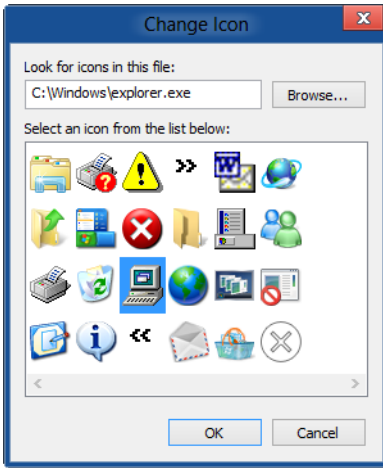 Change Icon
Look for icons in this file:
C:\Windows\explorer.exe
Browse...
Select an icon from the list below:
OK
Cancel